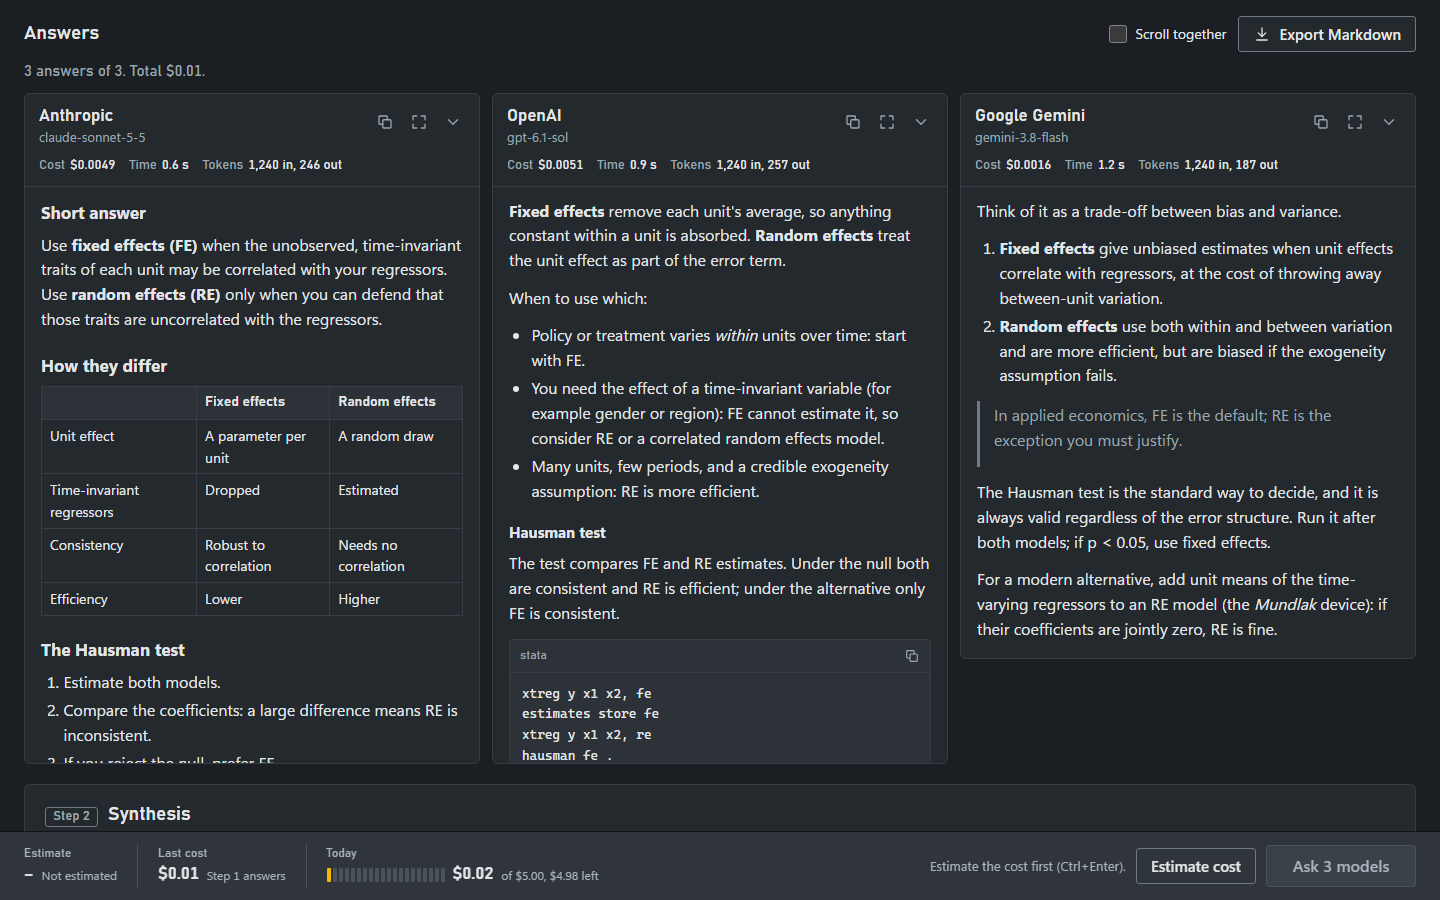 Answers
Scroll together
Export Markdown
3 answers of 3. Total $0.01.
Anthropic
claude-sonnet-5-5
Cost $0.0049 Time 0.6 s Tokens 1,240 in, 246 out
Short answer
Use fixed effects (FE) when the unobserved, time-invariant
traits of each unit may be correlated with your regressors.
Use random effects (RE) only when you can defend that
those traits are uncorrelated with the regressors.
How they differ
Fixed effects Random effects
Unit effect A parameter per unit A random draw
Time-invariant regressors Dropped Estimated
Consistency Robust to correlation Needs no correlation
Efficiency Lower Higher
The Hausman test
1. Estimate both models.
2. Compare the coefficients: a large difference means RE is
inconsistent.
3. If you reject the null, prefer FE.
OpenAI
gpt-6.1-sol
Cost $0.0051 Time 0.9 s Tokens 1,240 in, 257 out
Fixed effects remove each unit's average, so anything
constant within a unit is absorbed. Random effects treat
the unit effect as part of the error term.
When to use which:
• Policy or treatment varies within units over time: start
with FE.
• You need the effect of a time-invariant variable (for
example gender or region): FE cannot estimate it, so
consider RE or a correlated random effects model.
• Many units, few periods, and a credible exogeneity
assumption: RE is more efficient.
Hausman test
The test compares FE and RE estimates. Under the null both
are consistent and RE is efficient; under the alternative only
FE is consistent.
stata
xtreg y x1 x2, fe
estimates store fe
xtreg y x1 x2, re
hausman fe .
Google Gemini
gemini-3.8-flash
Cost $0.0016 Time 1.2 s Tokens 1,240 in, 187 out
Think of it as a trade-off between bias and variance.
1. Fixed effects give unbiased estimates when unit effects
correlate with regressors, at the cost of throwing away
between-unit variation.
2. Random effects use both within and between variation
and are more efficient, but are biased if the exogeneity
assumption fails.
In applied economics, FE is the default; RE is the
exception you must justify.
The Hausman test is the standard way to decide, and it is
always valid regardless of the error structure. Run it after
both models; if p < 0.05, use fixed effects.
For a modern alternative, add unit means of the time-
varying regressors to an RE model (the Mundlak device): if
their coefficients are jointly zero, RE is fine.
Step 2 Synthesis
Estimate
– Not estimated
Last cost
$0.01 Step 1 answers
Today
$0.02 of $5.00, $4.98 left
Estimate the cost first (Ctrl+Enter).
Estimate cost
Ask 3 models